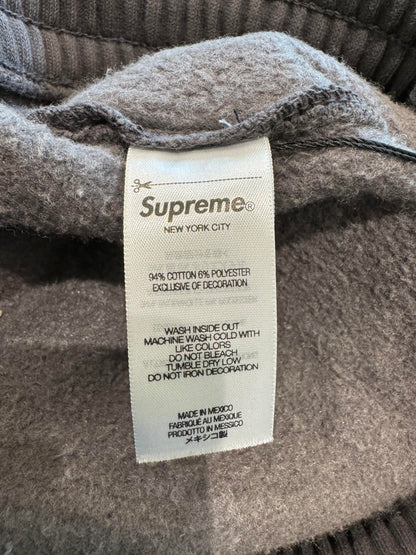 Supreme®
NEW YORK CITY
94% COTTON 6% POLYESTER
EXCLUSIVE OF DECORATION
WASH INSIDE OUT
MACHINE WASH COLD WITH
LIKE COLORS
DO NOT BLEACH
TUMBLE DRY LOW
DO NOT IRON DECORATION
MADE IN MEXICO
FABRIQUÉ AU MEXIQUE
PRODOTTO IN MESSICO
メキシコ製